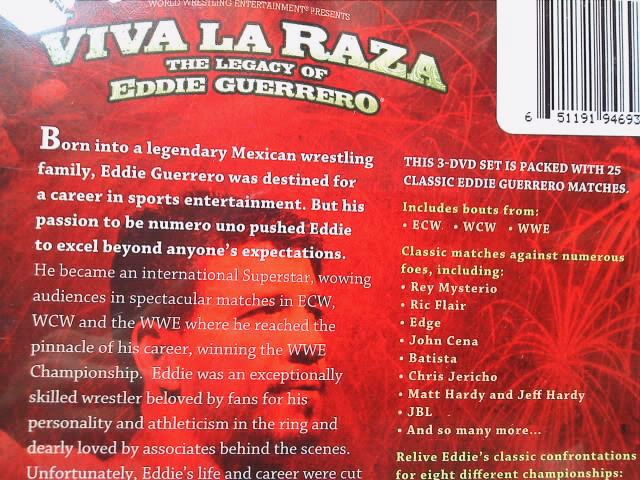 WORLD WRESTLING ENTERTAINMENT® PRESENTS
VIVA LA RAZA
THE LEGACY OF
EDDIE GUERRERO®
6 51191 94693
Born into a legendary Mexican wrestling
family, Eddie Guerrero was destined for
a career in sports entertainment. But his
passion to be numero uno pushed Eddie
to excel beyond anyone's expectations.
He became an international Superstar, wowing
audiences in spectacular matches in ECW,
WCW and the WWE where he reached the
pinnacle of his career, winning the WWE
Championship. Eddie was an exceptionally
skilled wrestler beloved by fans for his
personality and athleticism in the ring and
dearly loved by associates behind the scenes.
Unfortunately, Eddie's life and career were cut
THIS 3-DVD SET IS PACKED WITH 25
CLASSIC EDDIE GUERRERO MATCHES.
Includes bouts from:
• ECW • WCW • WWE
Classic matches against numerous
foes, including:
• Rey Mysterio
• Ric Flair
• Edge
• John Cena
• Batista
• Chris Jericho
• Matt Hardy and Jeff Hardy
• JBL
• And so many more...
Relive Eddie's classic confrontations
for eight different championships: